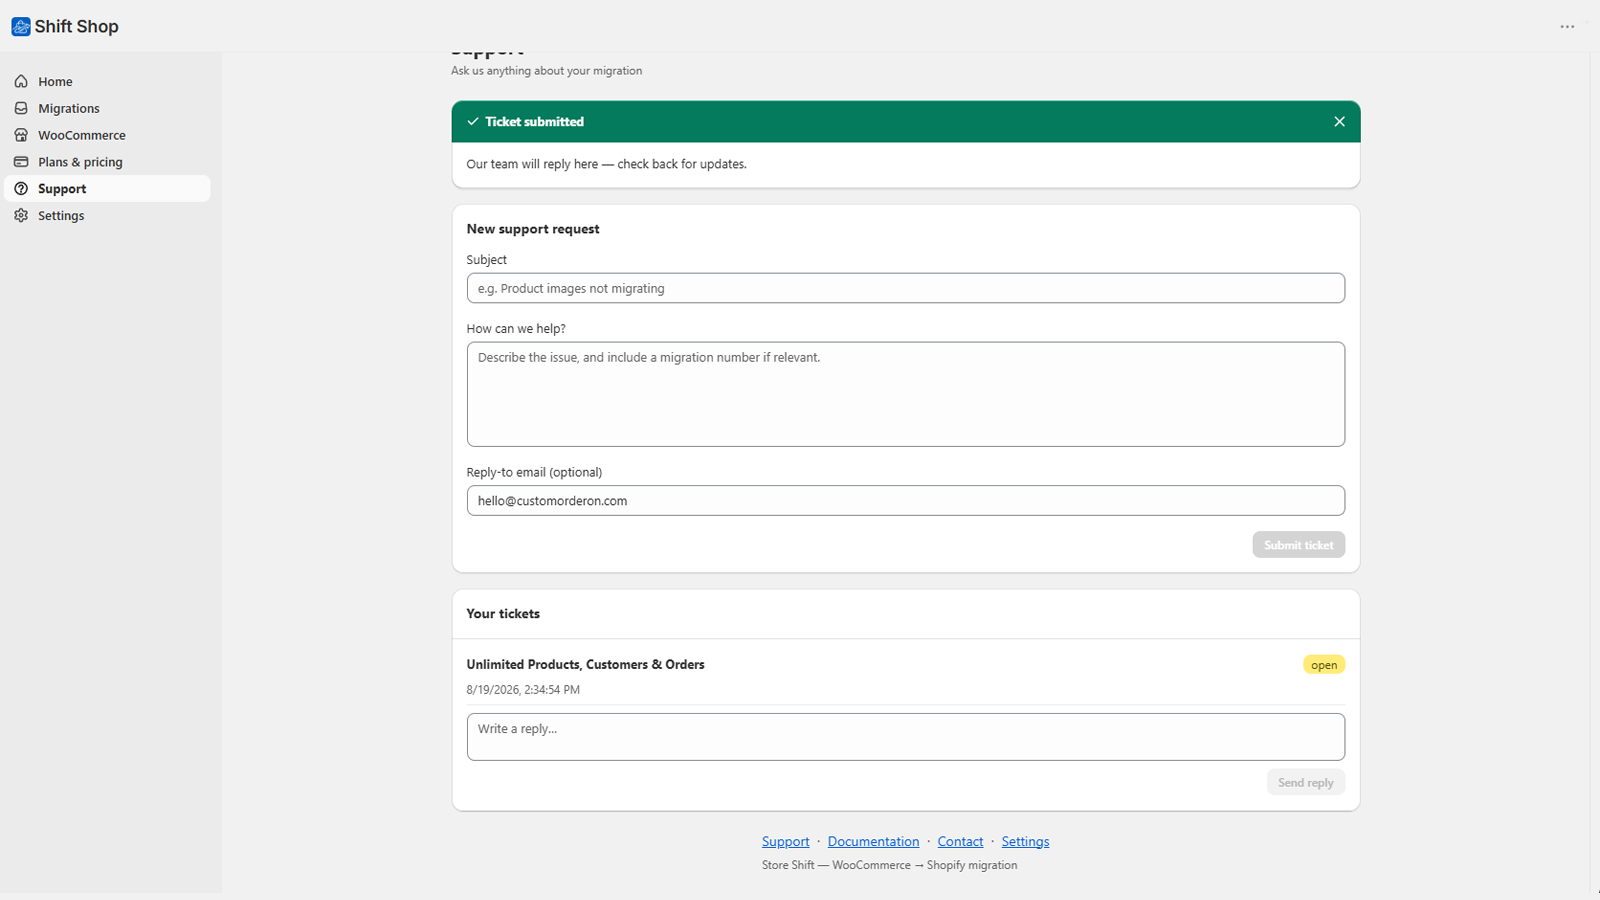 Shift Shop
Home
Migrations
WooCommerce
Plans & pricing
Support
Settings
Support
Ask us anything about your migration
Ticket submitted
Our team will reply here — check back for updates.
New support request
Subject
e.g. Product images not migrating
How can we help?
Describe the issue, and include a migration number if relevant.
Reply-to email (optional)
hello@customorderon.com
Submit ticket
Your tickets
Unlimited Products, Customers & Orders
open
8/19/2026, 2:34:54 PM
Write a reply...
Send reply
Support · Documentation · Contact · Settings
Store Shift — WooCommerce → Shopify migration